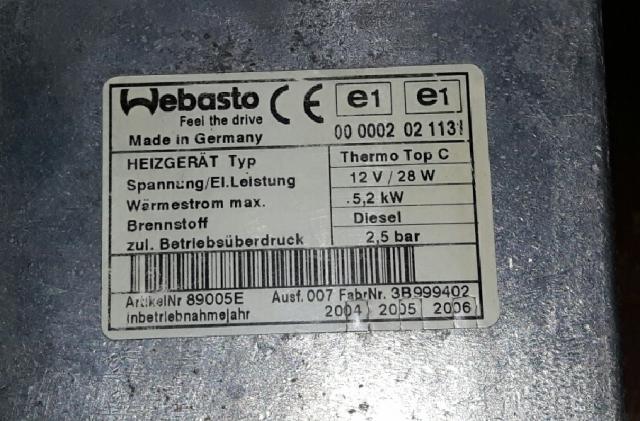 Webasto CE e1 e1
Feel the drive
Made in Germany 00 0002 02 1131
HEIZGERÄT Typ Thermo Top C
Spannung/El.Leistung 12 V / 28 W
Wärmestrom max. 5,2 kW
Brennstoff Diesel
zul. Betriebsüberdruck 2,5 bar
ArtikelNr 89005E Ausf. 007 FabrNr. 3B999402
Inbetriebnahmejahr 2004 2005 2006